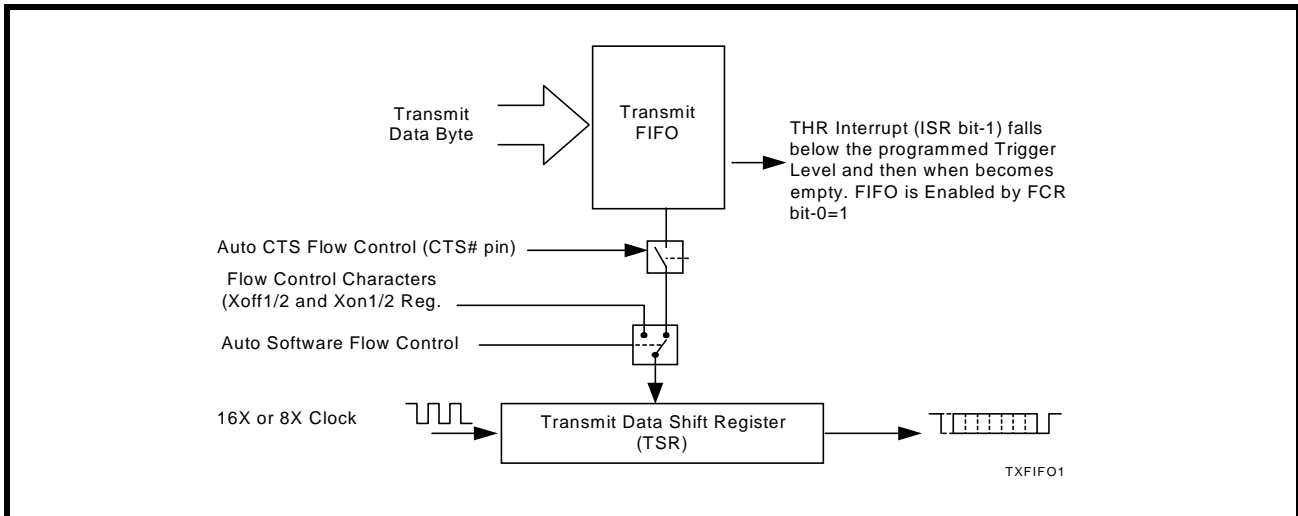 Transmit
Data Byte
Transmit
FIFO
THR Interrupt (ISR bit-1) falls
below the programmed Trigger
Level and then when becomes
empty. FIFO is Enabled by FCR
bit-0=1
Auto CTS Flow Control (CTS# pin)
Flow Control Characters
(Xoff1/2 and Xon1/2 Reg.
Auto Software Flow Control
16X or 8X Clock
Transmit Data Shift Register
(TSR)
TXFIFO1